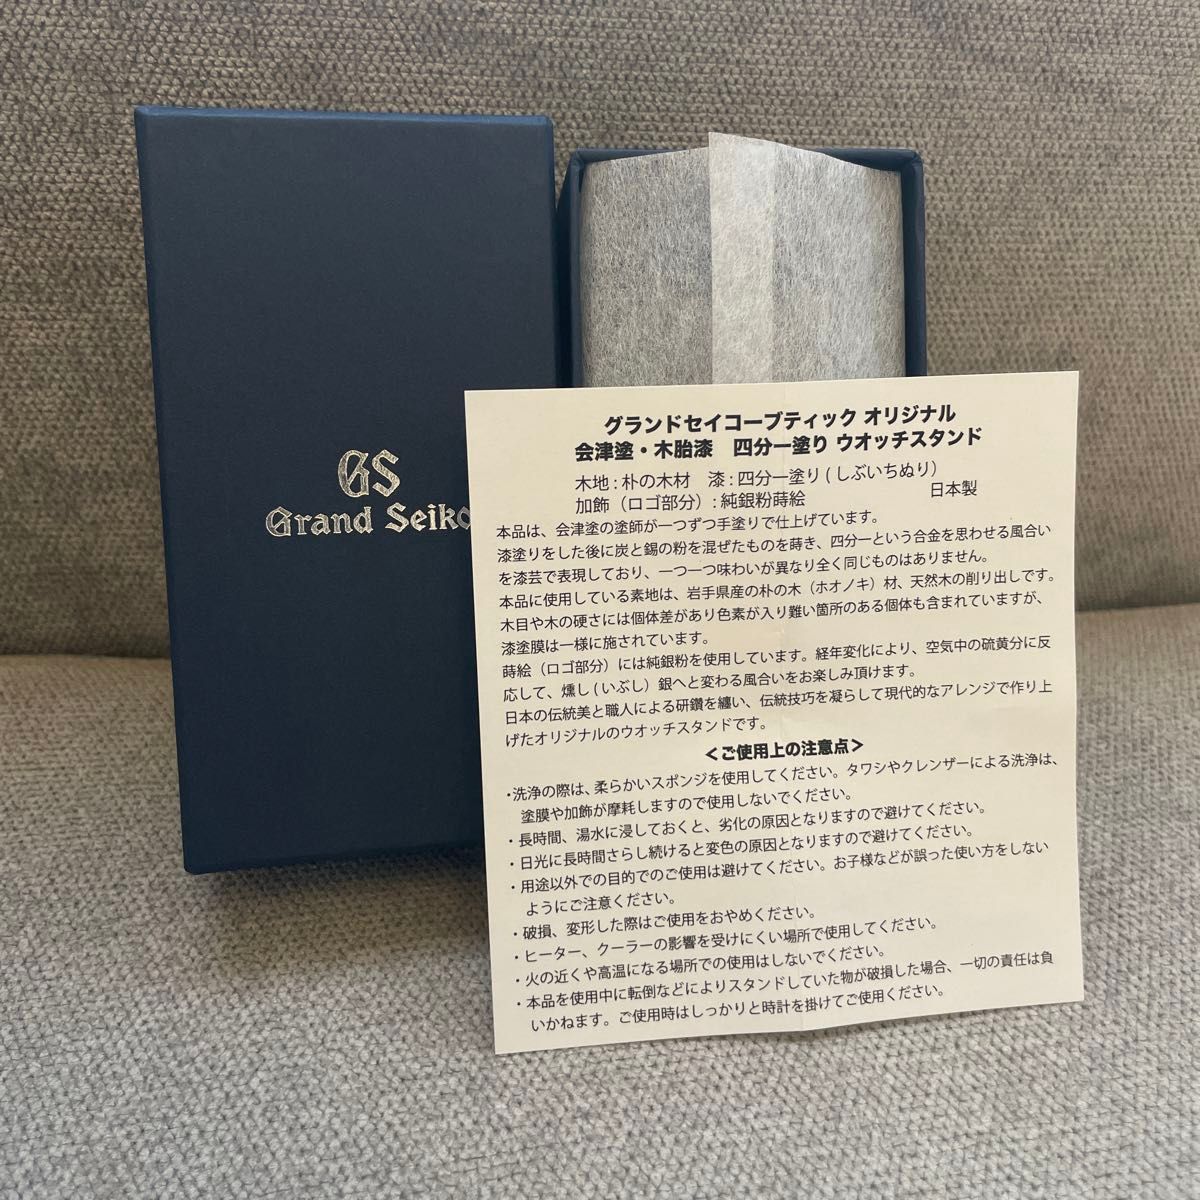 GS
Grand Seiko
グランドセイコーブティック オリジナル
会津塗・木胎漆　四分一塗り ウオッチスタンド
木地 : 朴の木材　漆 : 四分一塗り ( しぶいちぬり)
加飾（ロゴ部分）: 純銀粉蒔絵　　　　　日本製
本品は、会津塗の塗師が一つずつ手塗りで仕上げています。
漆塗りをした後に炭と錫の粉を混ぜたものを蒔き、四分一という合金を思わせる風合い
を漆芸で表現しており、一つ一つ味わいが異なり全く同じものはありません。
本品に使用している素地は、岩手県産の朴の木（ホオノキ）材、天然木の削り出しです。
木目や木の硬さには個体差があり色素が入り難い箇所のある個体も含まれていますが、
漆塗膜は一様に施されています。
蒔絵（ロゴ部分）には純銀粉を使用しています。経年変化により、空気中の硫黄分に反
応して、燻し ( いぶし）銀へと変わる風合いをお楽しみ頂けます。
日本の伝統美と職人による研鑽を纏い、伝統技巧を凝らして現代的なアレンジで作り上
げたオリジナルのウオッチスタンドです。
＜ご使用上の注意点＞
・洗浄の際は、柔らかいスポンジを使用してください。タワシやクレンザーによる洗浄は、
塗膜や加飾が摩耗しますので使用しないでください。
・長時間、湯水に浸しておくと、劣化の原因となりますので避けてください。
・日光に長時間さらし続けると変色の原因となりますので避けてください。
・用途以外での目的でのご使用は避けてください。お子様などが誤った使い方をしない
ようにご注意ください。
・破損、変形した際はご使用をおやめください。
・ヒーター、クーラーの影響を受けにくい場所で使用してください。
・火の近くや高温になる場所での使用はしないでください。
・本品を使用中に転倒などによりスタンドしていた物が破損した場合、一切の責任は負
いかねます。ご使用時はしっかりと時計を掛けてご使用ください。